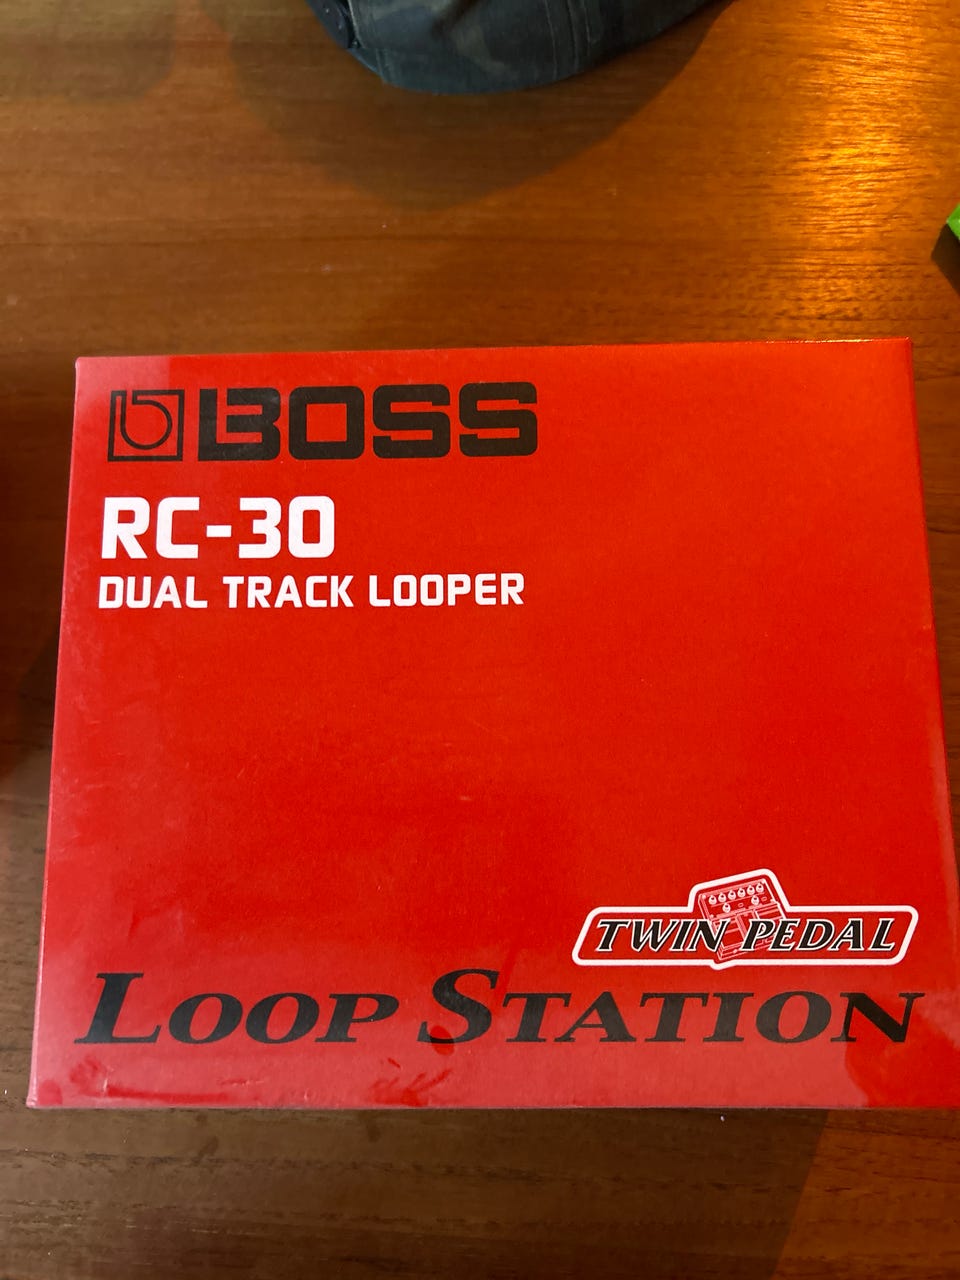 BOSS
RC-30
DUAL TRACK LOOPER
TWIN PEDAL
LOOP STATION